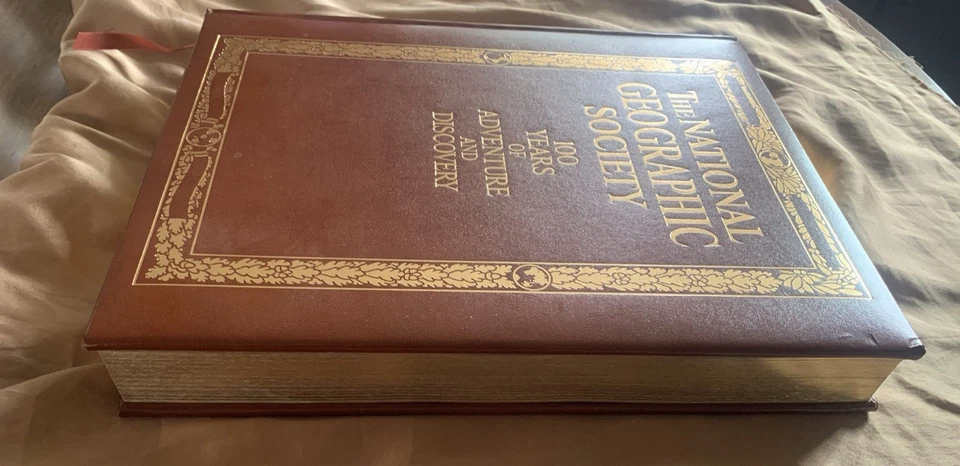 THE NATIONAL
GEOGRAPHIC
SOCIETY
100
YEARS
OF
ADVENTURE
AND
DISCOVERY